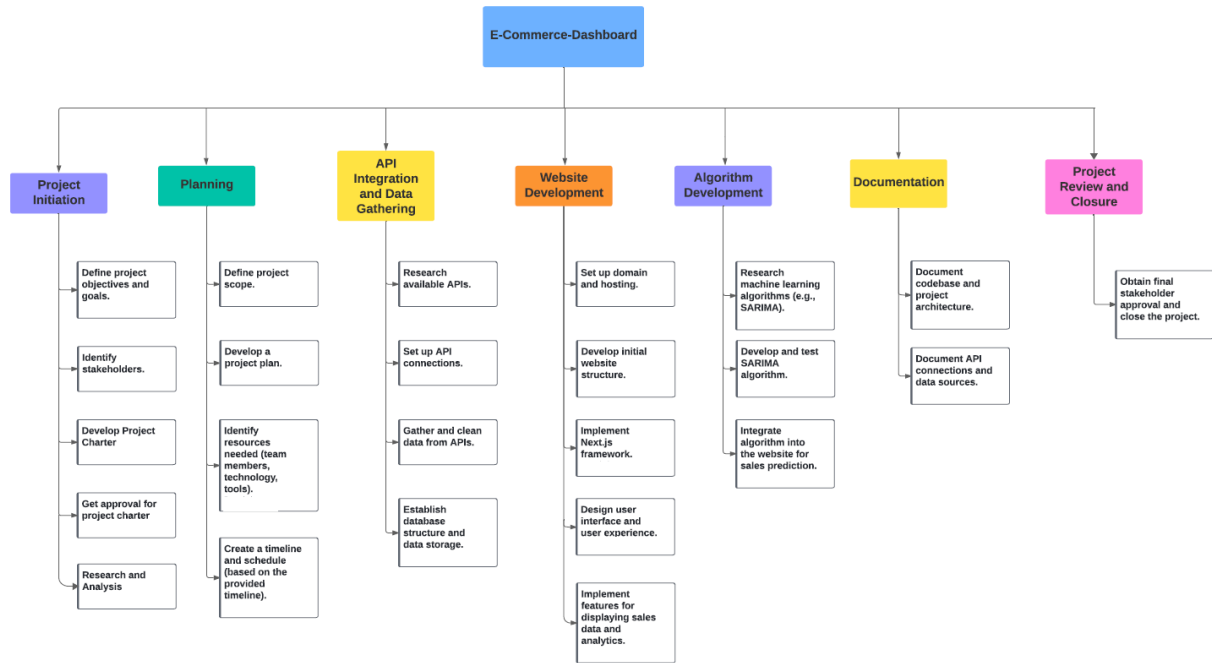 E-Commerce-Dashboard
Project
Initiation
Define project
objectives and
goals.
Identify
stakeholders.
Develop Project
Charter
Get approval for
project charter
Research and
Analysis
Planning
Define project
scope.
Develop a
project plan.
Identify
resources
needed (team
members,
technology,
tools).
Create a timeline
and schedule
(based on the
provided
timeline).
API
Integration
and Data
Gathering
Research
available APIs.
Set up API
connections.
Gather and clean
data from APIs.
Establish
database
structure and
data storage.
Website
Development
Set up domain
and hosting.
Develop initial
website
structure.
Implement
Next.js
framework.
Design user
interface and
user experience.
Implement
features for
displaying sales
data and
analytics.
Algorithm
Development
Research
machine learning
algorithms (e.g.,
SARIMA).
Develop and test
SARIMA
algorithm.
Integrate
algorithm into
the website for
sales prediction.
Documentation
Document
codebase and
project
architecture.
Document API
connections and
data sources.
Project
Review and
Closure
Obtain final
stakeholder
approval and
close the project.